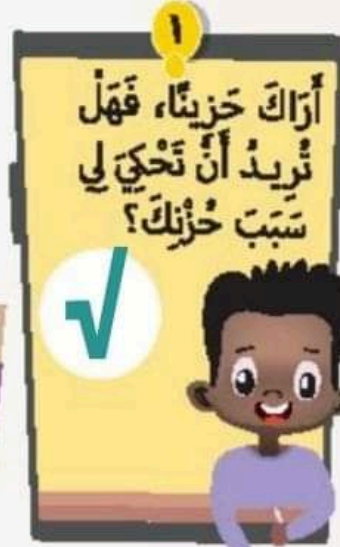 ١
أَرَاكَ حَزِينًا، فَهَلْ
تُرِيدُ أَنْ تَحْكِيَ لِي
سَبَبَ حُزْنِكَ؟
√